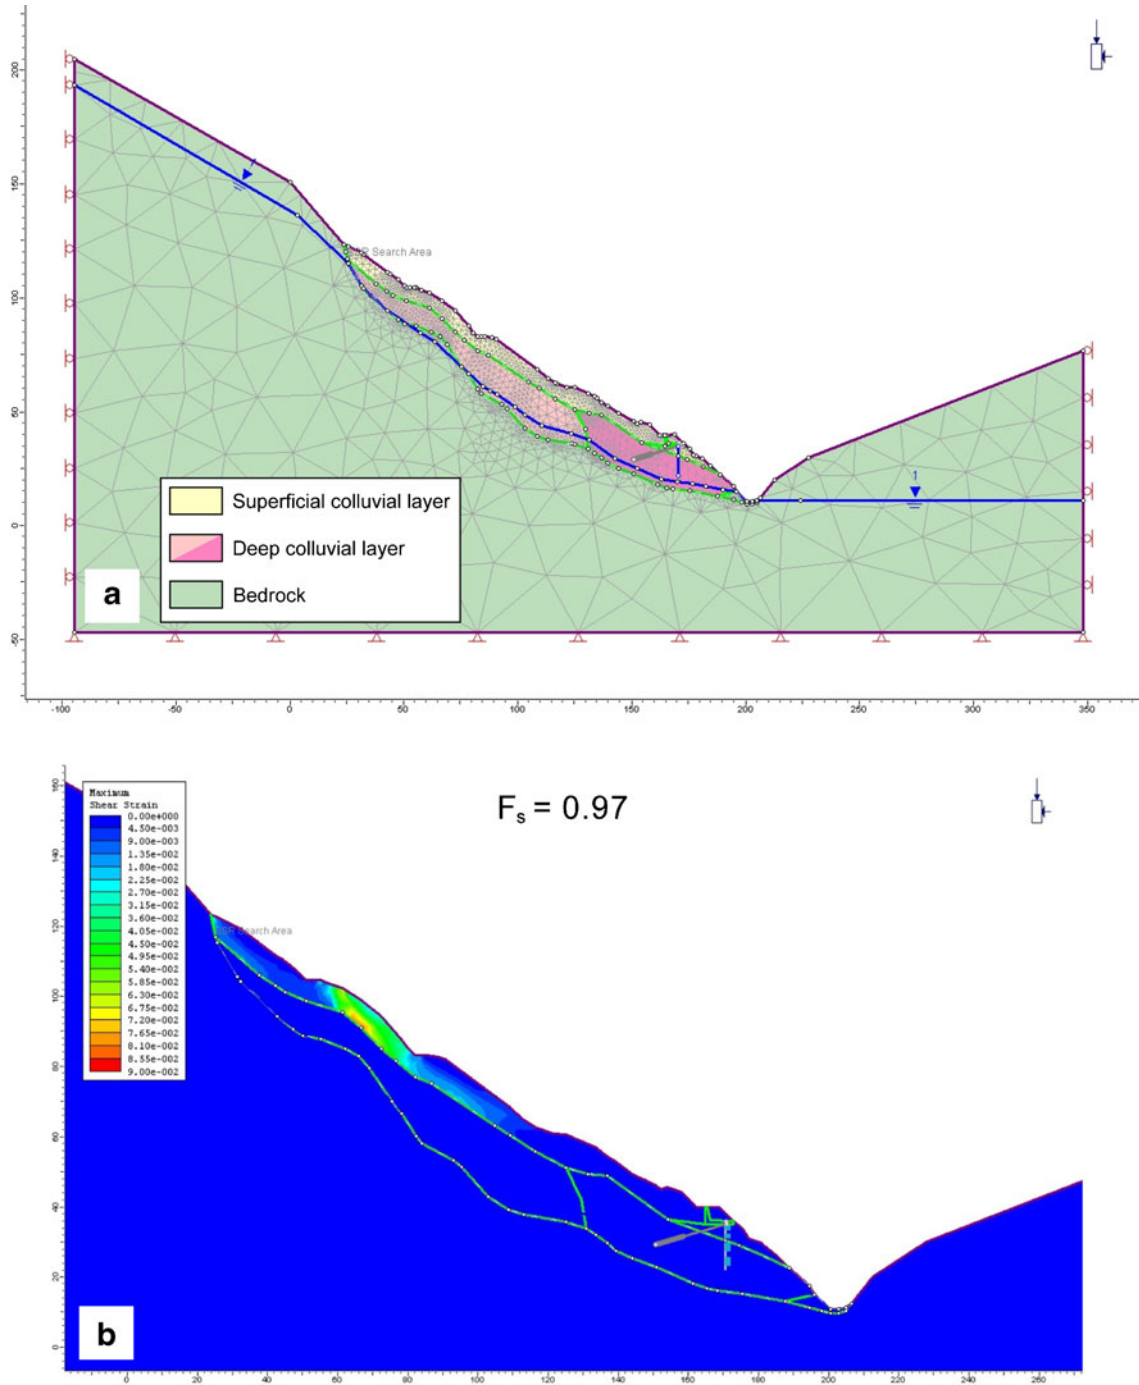 200
150
100
50
0
-50
1
SSR Search Area
1
Superficial colluvial layer
Deep colluvial layer
Bedrock
a
-100 -50 0 50 100 150 200 250 300 350
Maximum
Shear Strain
0.00e+000
4.50e-003
9.00e-003
1.35e-002
1.80e-002
2.25e-002
2.70e-002
3.15e-002
3.60e-002
4.05e-002
4.50e-002
4.95e-002
5.40e-002
5.85e-002
6.30e-002
6.75e-002
7.20e-002
7.65e-002
8.10e-002
8.55e-002
9.00e-002
Fs = 0.97
SSR Search Area
160
140
120
100
80
60
40
20
0
b
0 20 40 60 80 100 120 140 160 180 200 220 240 260